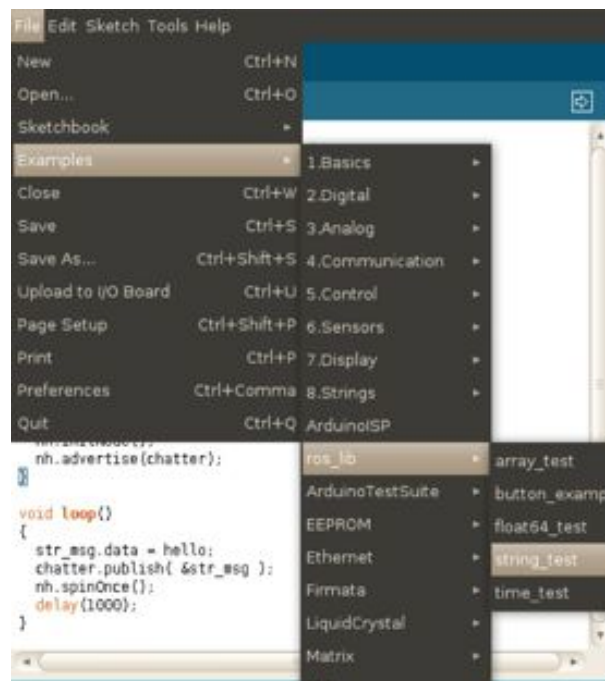 File Edit Sketch Tools Help
New Ctrl+N
Open... Ctrl+O
Sketchbook
Examples
Close Ctrl+W
Save Ctrl+S
Save As... Ctrl+Shift+S
Upload to I/O Board Ctrl+U
Page Setup Ctrl+Shift+P
Print Ctrl+P
Preferences Ctrl+Comma
Quit Ctrl+Q
1.Basics
2.Digital
3.Analog
4.Communication
5.Control
6.Sensors
7.Display
8.Strings
ArduinoISP
ros_lib
ArduinoTestSuite
EEPROM
Ethernet
Firmata
LiquidCrystal
Matrix
array_test
button_examp
float64_test
string_test
time_test
nh.initNode();
nh.advertise(chatter);
}
void loop()
{
str_msg.data = hello;
chatter.publish( &str_msg );
nh.spinOnce();
delay(1000);
}